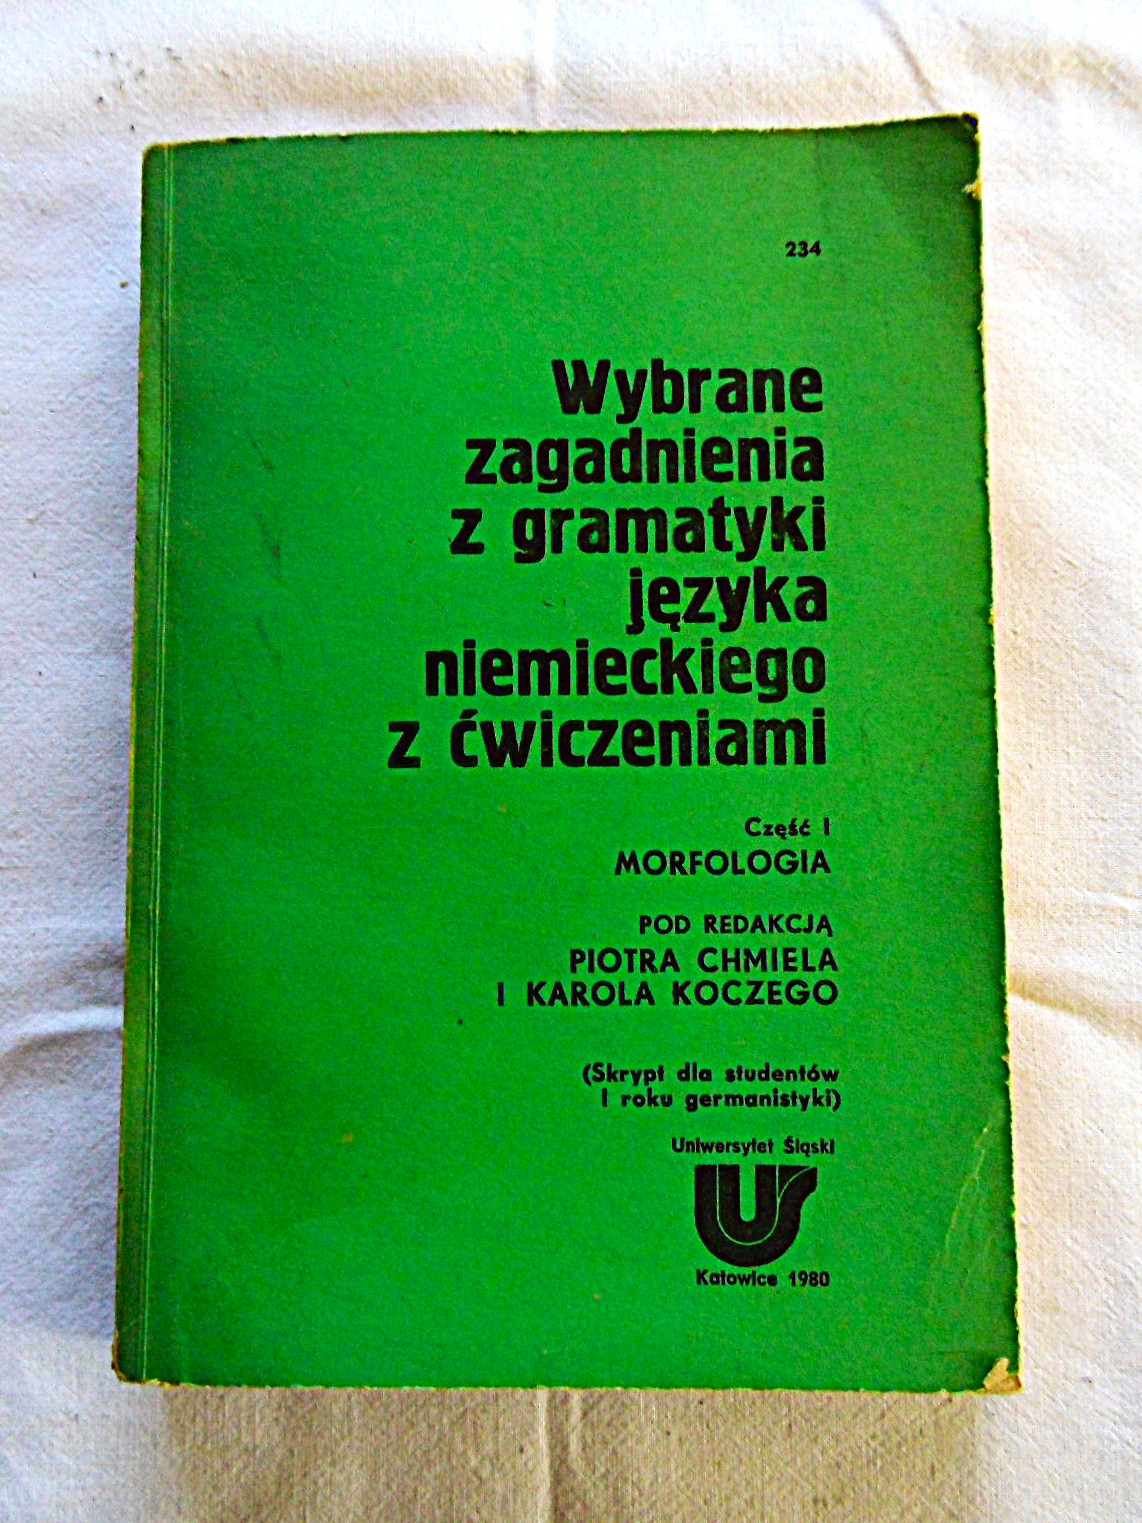 234
Wybrane
zagadnienia
z gramatyki
języka
niemieckiego
z ćwiczeniami
Część I
MORFOLOGIA
POD REDAKCJĄ
PIOTRA CHMIELA
I KAROLA KOCZEGO
(Skrypt dla studentów
I roku germanistyki)
Uniwersytet Śląski
US
Katowice 1980